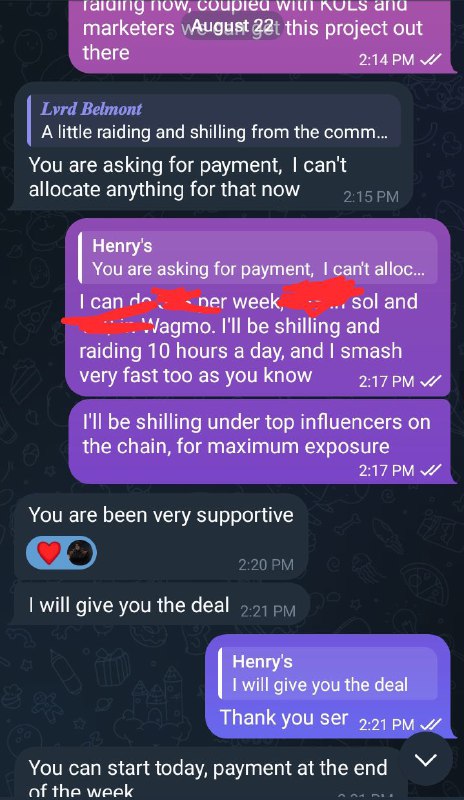 raiding now, coupled with KOLs and
marketers we can get this project out
August 22
there
2:14 PM
Lvrd Belmont
A little raiding and shilling from the comm...
You are asking for payment, I can't
allocate anything for that now
2:15 PM
Henry's
You are asking for payment, I can't alloc...
I can do per week, sol and
Wagmo. I'll be shilling and
raiding 10 hours a day, and I smash
very fast too as you know
2:17 PM
I'll be shilling under top influencers on
the chain, for maximum exposure
2:17 PM
You are been very supportive
2:20 PM
I will give you the deal
2:21 PM
Henry's
I will give you the deal
Thank you ser
2:21 PM
You can start today, payment at the end
of the week